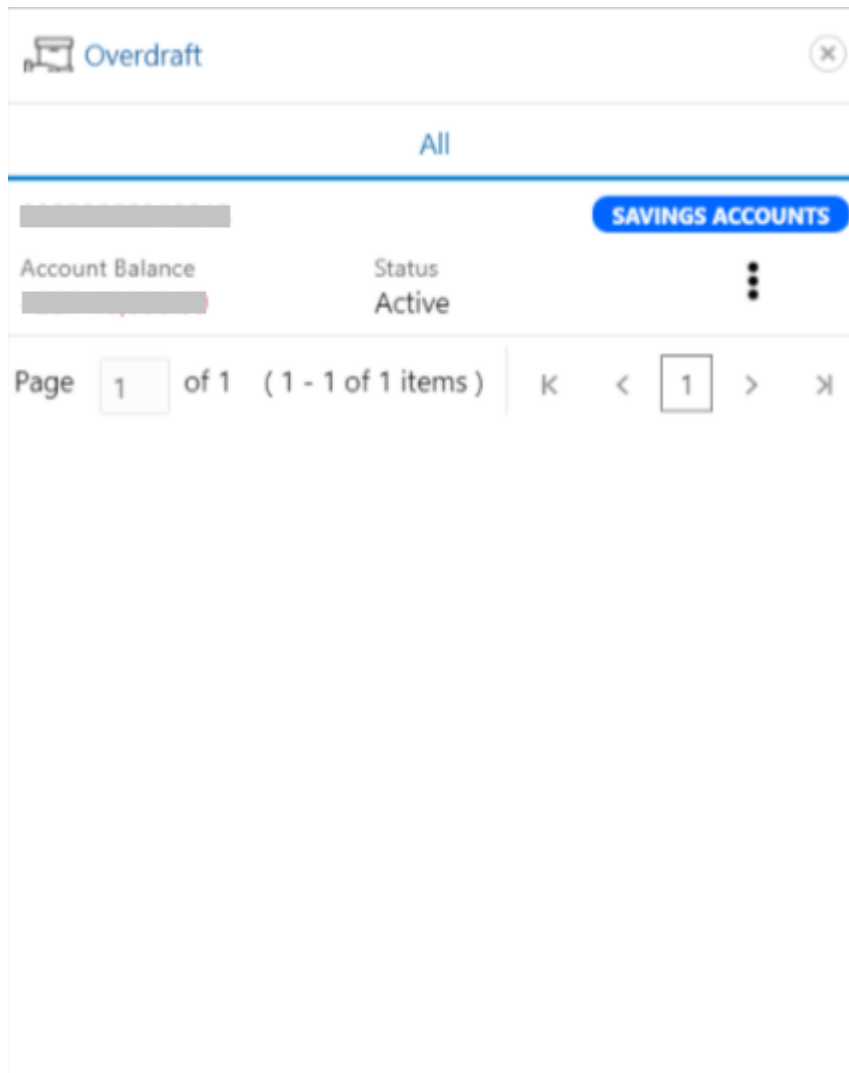 Overdraft
All
SAVINGS ACCOUNTS
Account Balance Status
Active
Page 1 of 1 ( 1 - 1 of 1 items ) K < 1 > >|